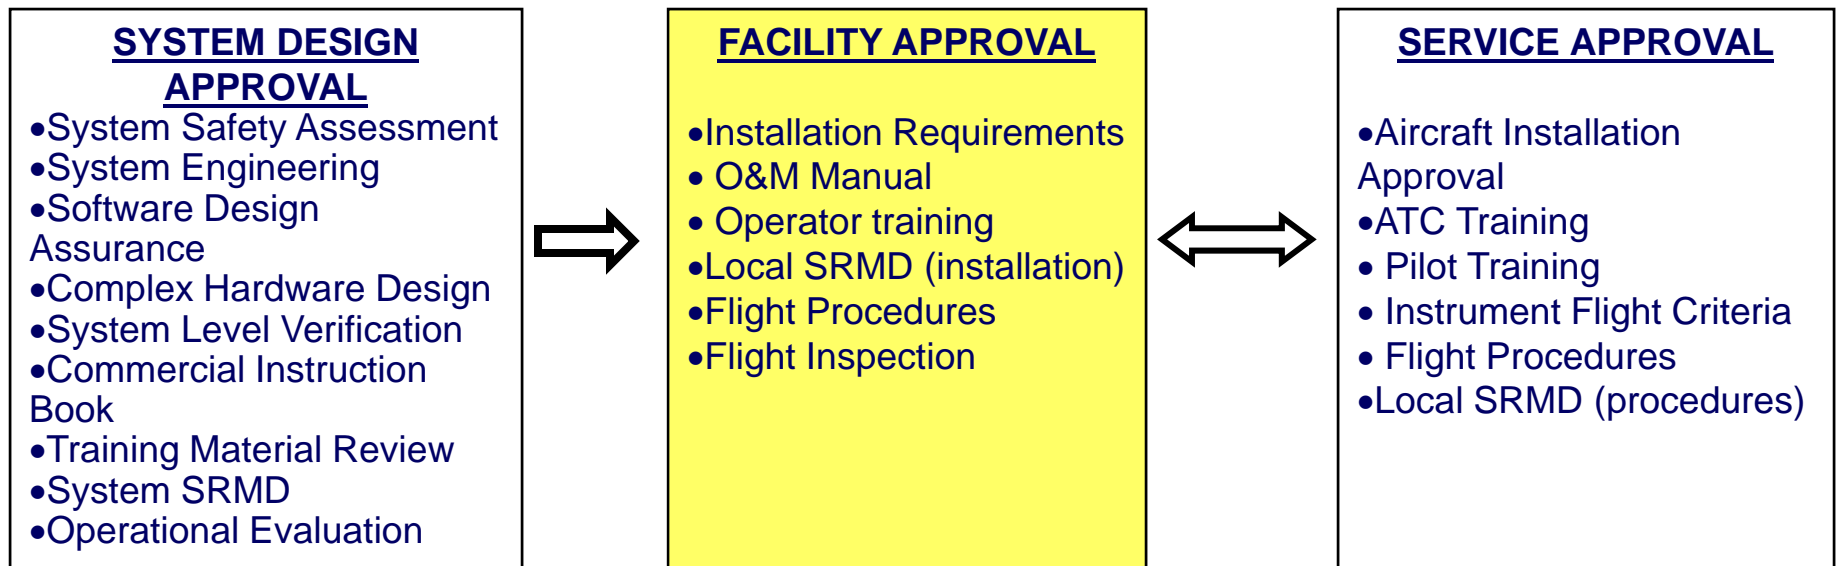 SYSTEM DESIGN
APPROVAL
•System Safety Assessment
•System Engineering
•Software Design
Assurance
•Complex Hardware Design
•System Level Verification
•Commercial Instruction
Book
•Training Material Review
•System SRMD
•Operational Evaluation
FACILITY APPROVAL
•Installation Requirements
• O&M Manual
• Operator training
•Local SRMD (installation)
•Flight Procedures
•Flight Inspection
SERVICE APPROVAL
•Aircraft Installation
Approval
•ATC Training
• Pilot Training
• Instrument Flight Criteria
• Flight Procedures
•Local SRMD (procedures)